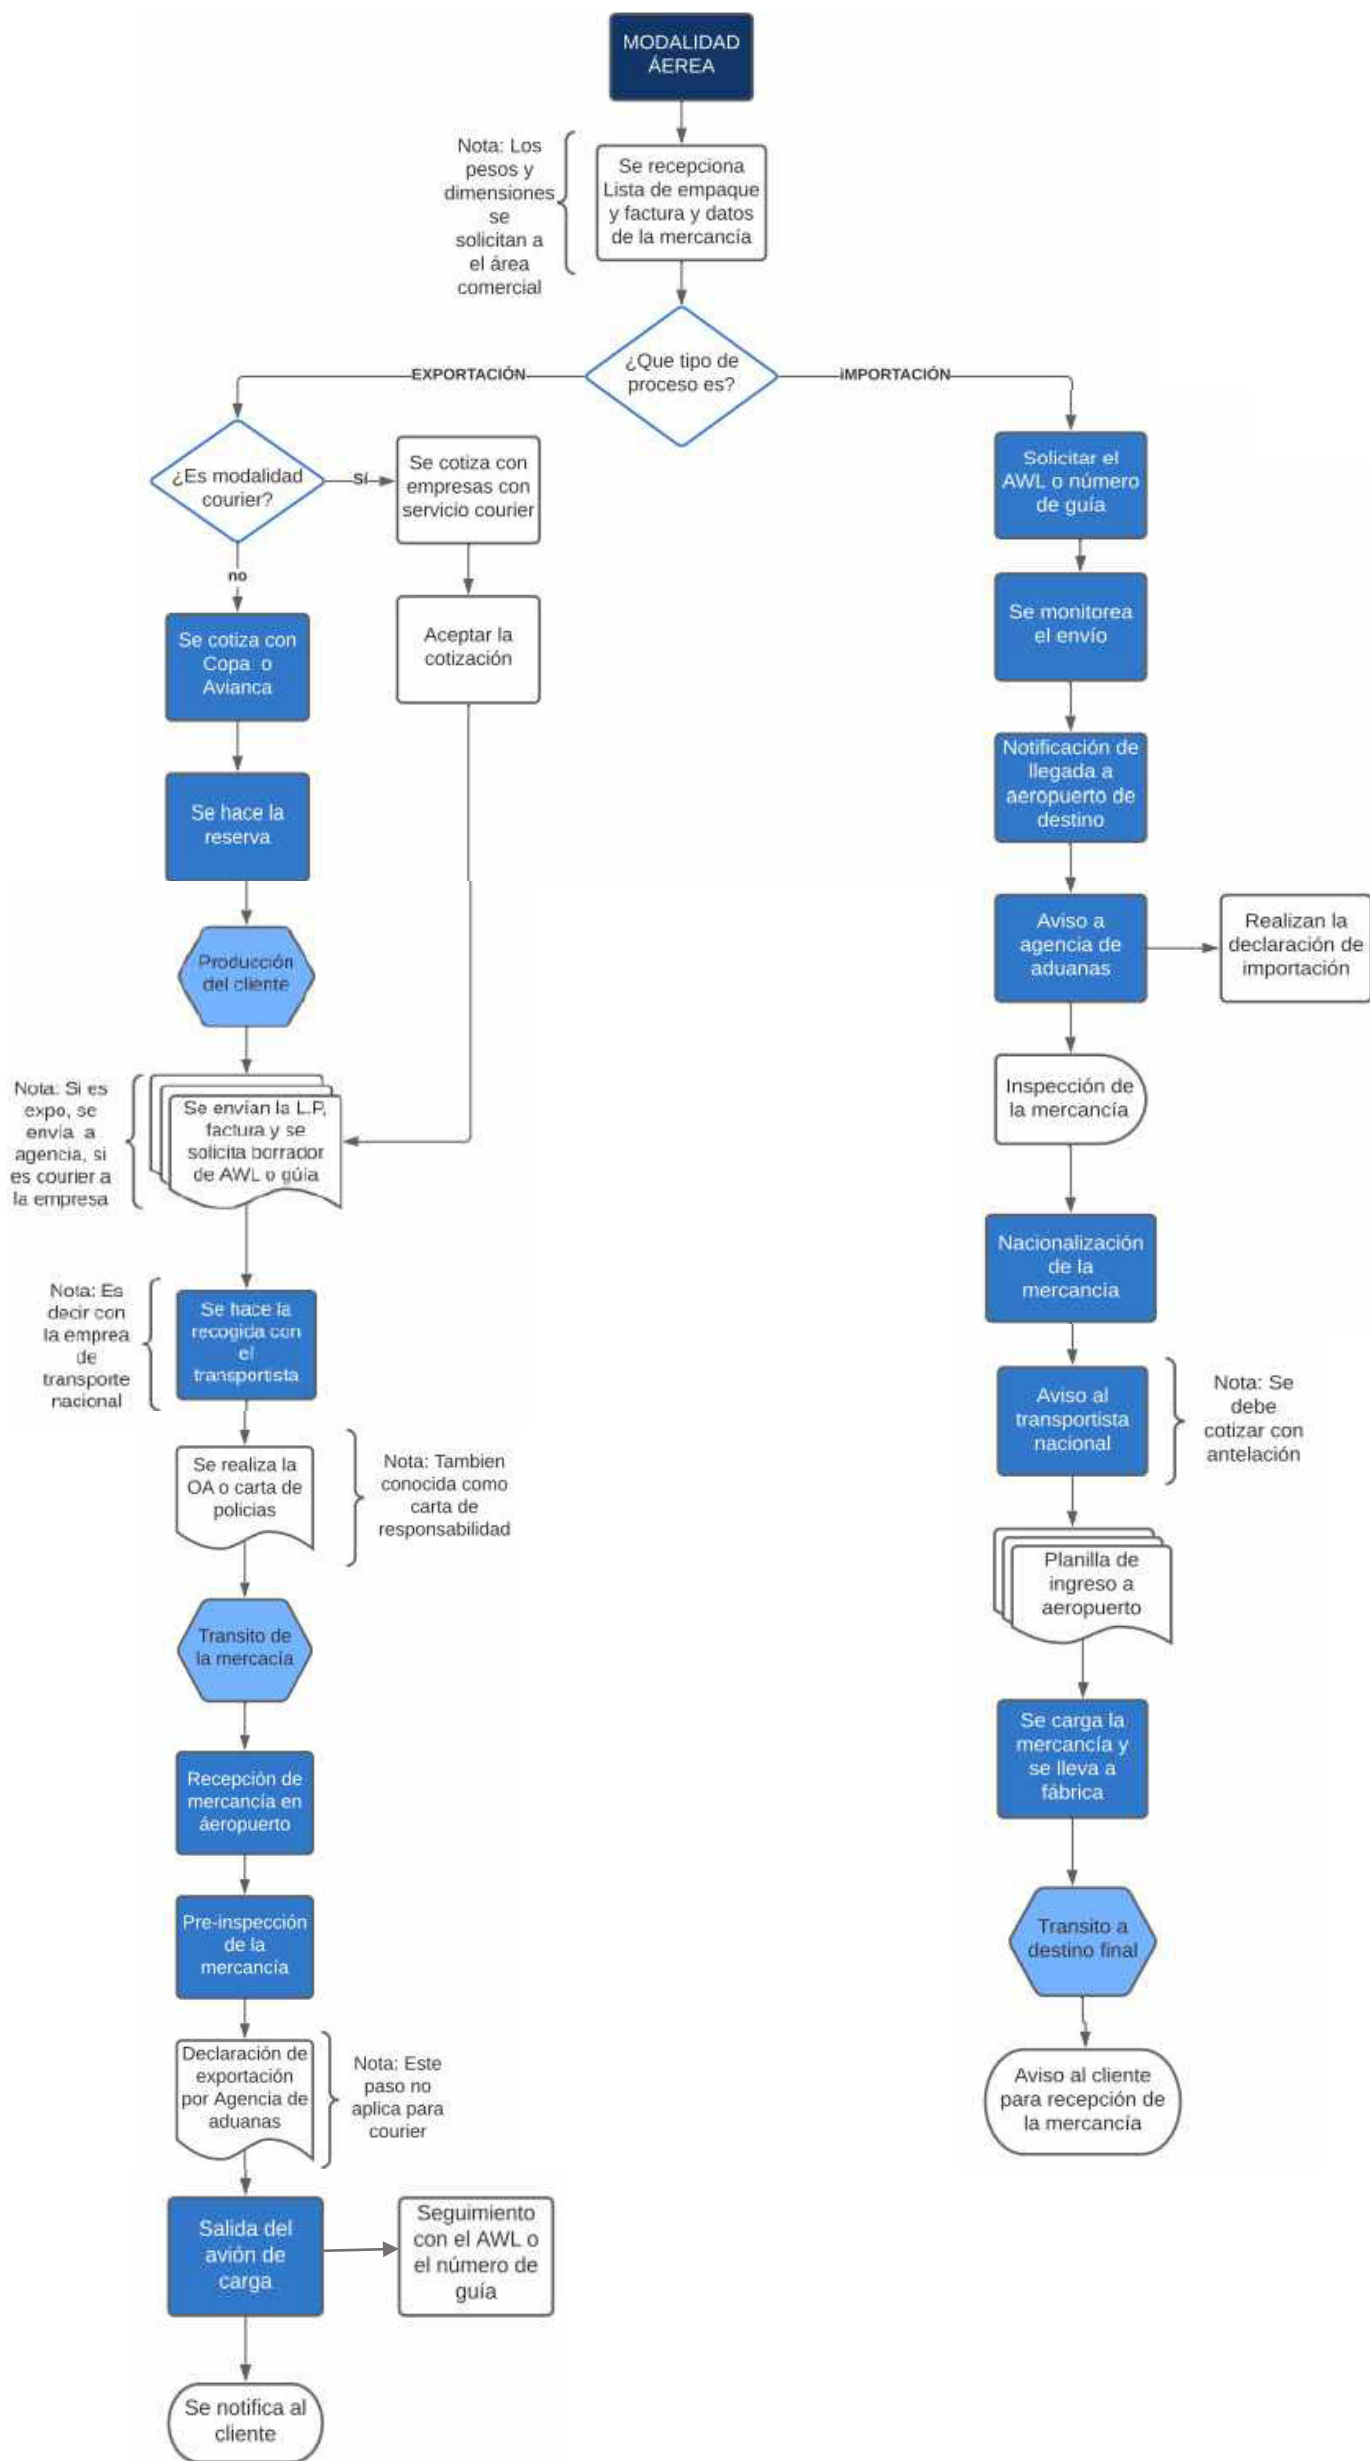 MODALIDAD
ÁEREA
Nota: Los
pesos y
dimensiones
se
solicitan a
el área
comercial
Se recepciona
Lista de empaque
y factura y datos
de la mercancía
¿Que tipo de
proceso es?
EXPORTACIÓN
iMPORTACIÓN
¿Es modalidad
courier?
Sí
Se cotiza con
empresas con
servicio courier
no
Aceptar la
cotización
Se cotiza con
Copa o
Avianca
Se hace la
reserva
Producción
del cliente
Nota: Si es
expo, se
envía a
agencia, si
es courier a
la empresa
Se envían la L.P,
factura y se
solicita borrador
de AWL o gúia
Nota: Es
decir con
la emprea
de
transporte
nacional
Se hace la
recogida con
el
transportista
Se realiza la
OA o carta de
policias
Nota: Tambien
conocida como
carta de
responsabilidad
Transito de
la mercacía
Recepción de
mercancía en
áeropuerto
Pre-inspección
de la
mercancía
Declaración de
exportación
por Agencia de
aduanas
Nota: Este
paso no
aplica para
courier
Salida del
avión de
carga
Seguimiento
con el AWL o
el número de
guía
Se notifica al
cliente
Solicitar el
AWL o número
de guía
Se monitorea
el envío
Notificación de
llegada a
aeropuerto de
destino
Aviso a
agencia de
aduanas
Realizan la
declaración de
importación
Inspección de
la mercancía
Nacionalización
de la
mercancía
Aviso al
transportista
nacional
Nota: Se
debe
cotizar con
antelación
Planilla de
ingreso a
aeropuerto
Se carga la
mercancía y
se lleva a
fábrica
Transito a
destino final
Aviso al cliente
para recepción de
la mercancía